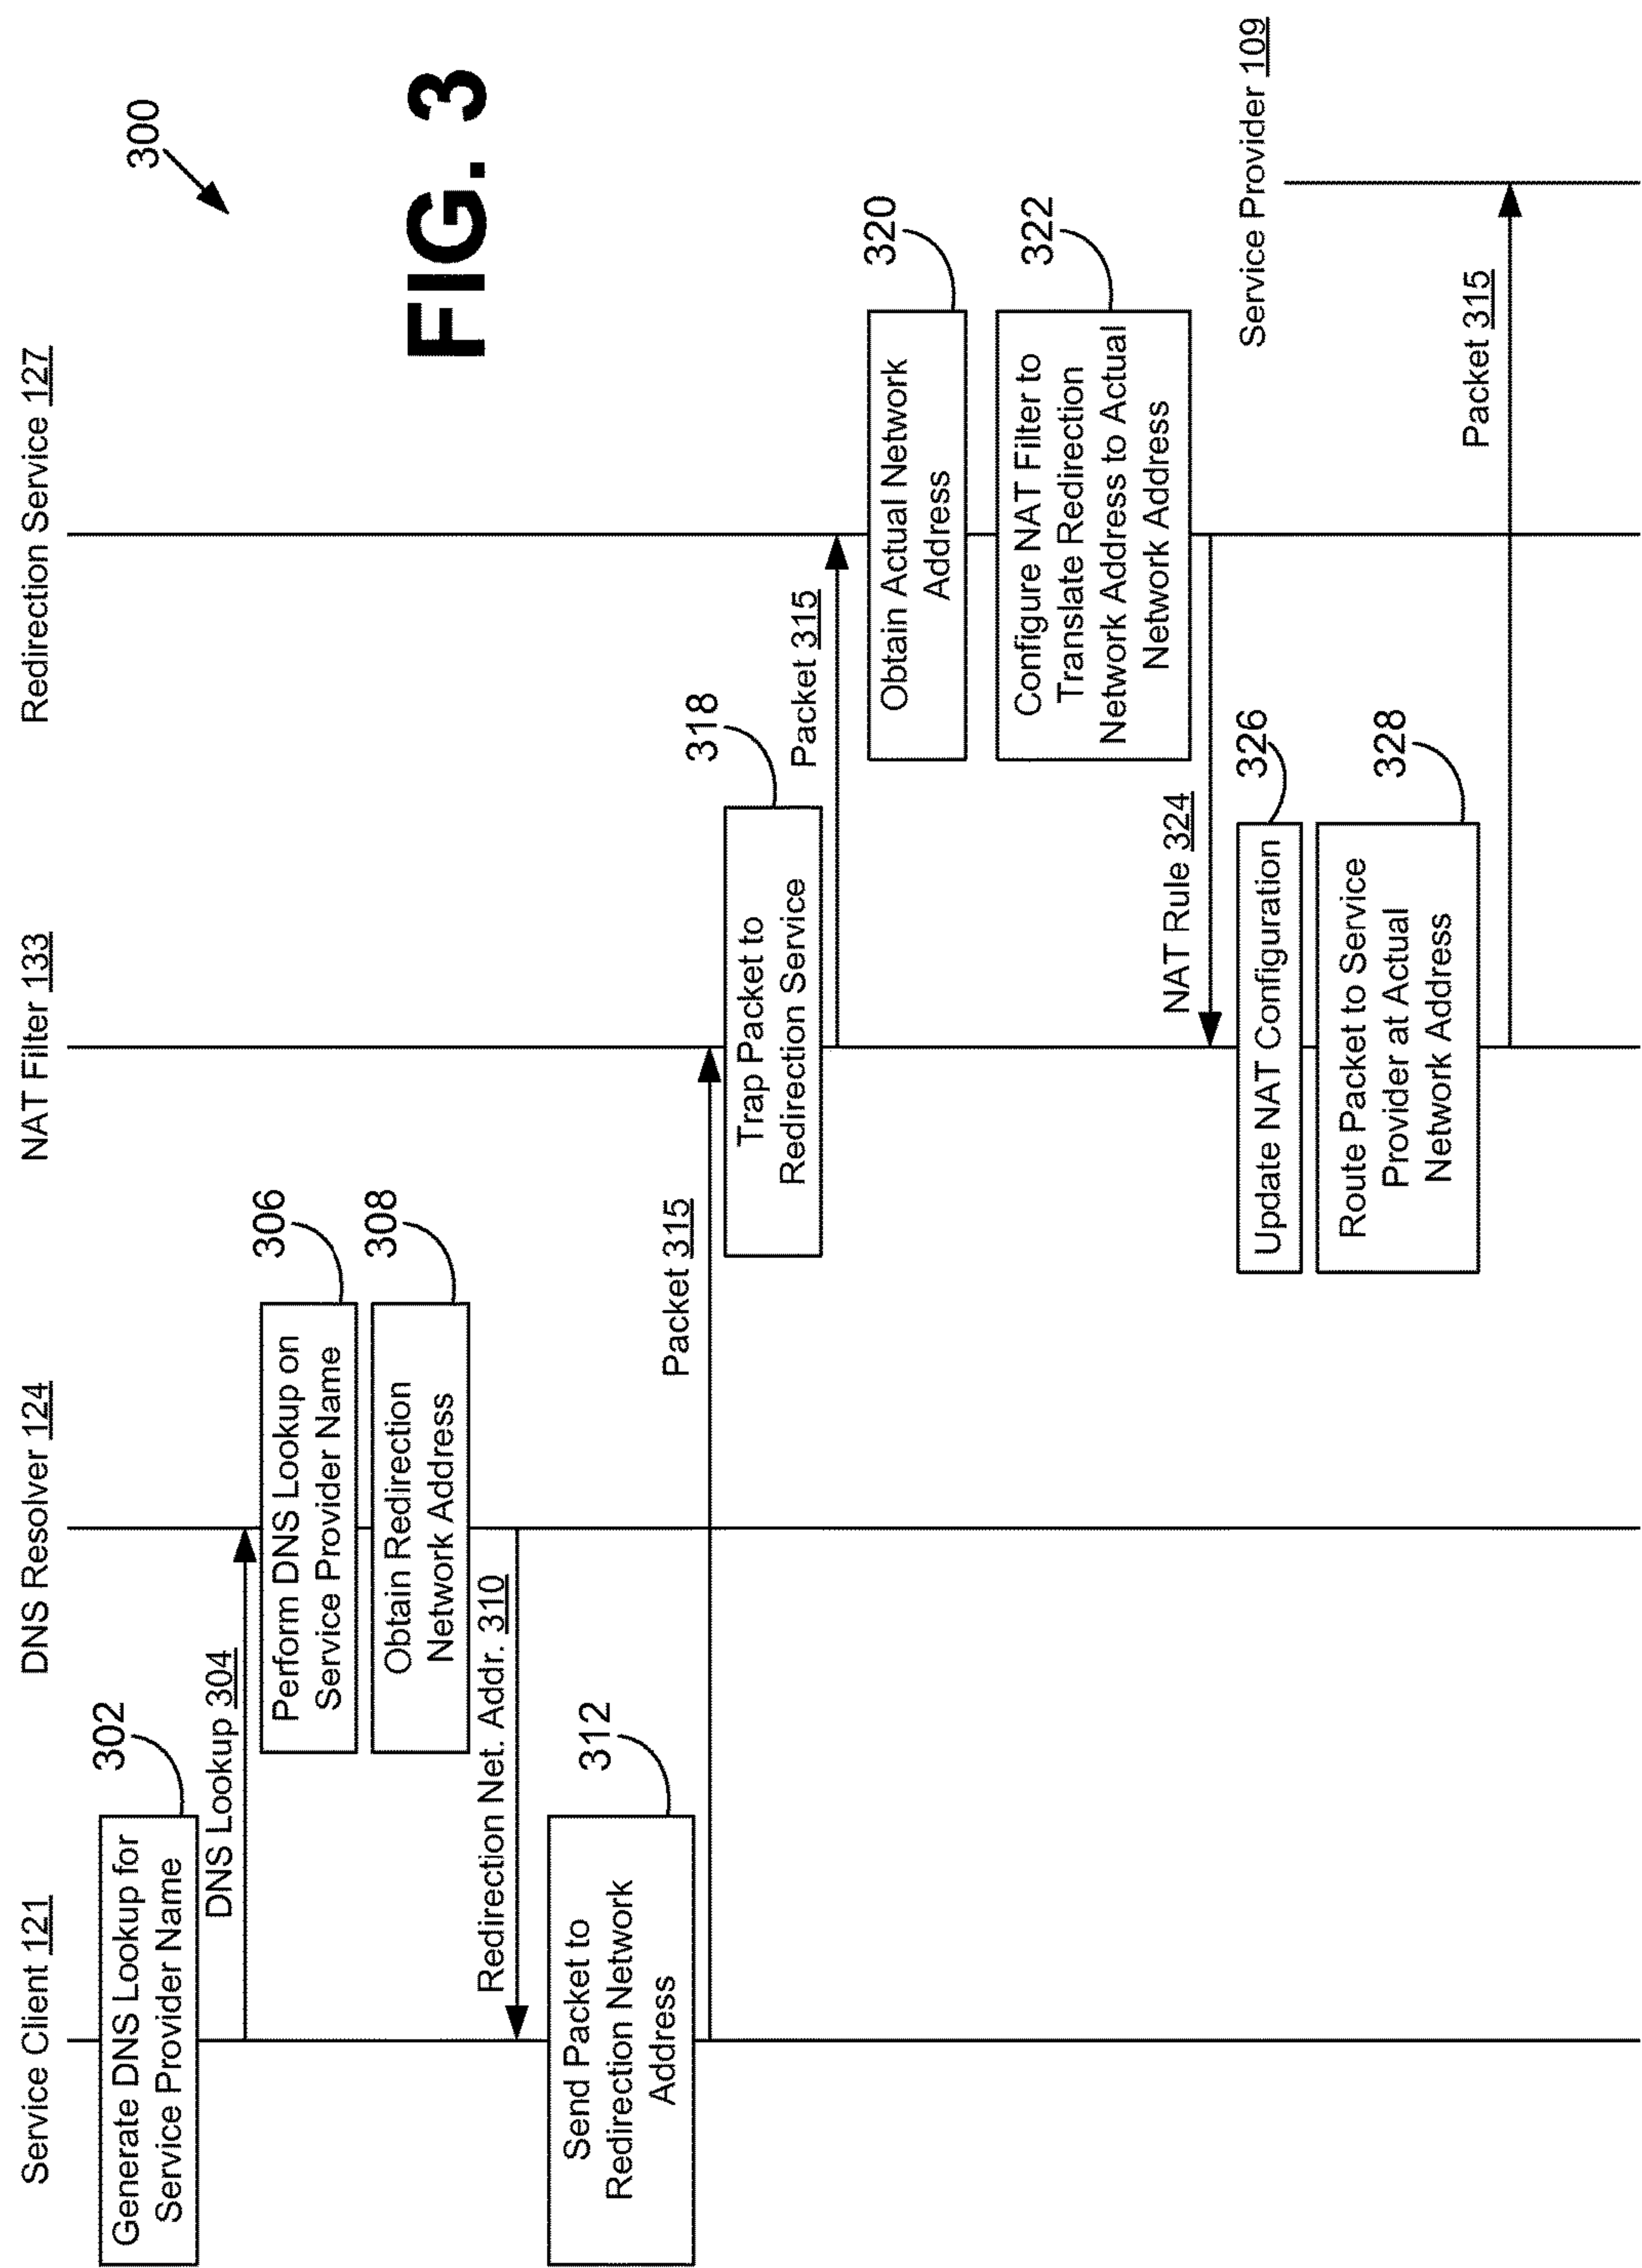 300
FIG. 3
Service Client 121
DNS Resolver 124
NAT Filter 133
Redirection Service 127
Generate DNS Lookup for
Service Provider Name
302
DNS Lookup 304
Perform DNS Lookup on
Service Provider Name
306
Obtain Redirection
Network Address
308
Redirection Net. Addr. 310
Send Packet to
Redirection Network
Address
312
Packet 315
Trap Packet to
Redirection Service
318
Packet 315
Obtain Actual Network
Address
320
Configure NAT Filter to
Translate Redirection
Network Address to Actual
Network Address
322
NAT Rule 324
Update NAT Configuration
326
Service Provider 109
Route Packet to Service
Provider at Actual
Network Address
328
Packet 315